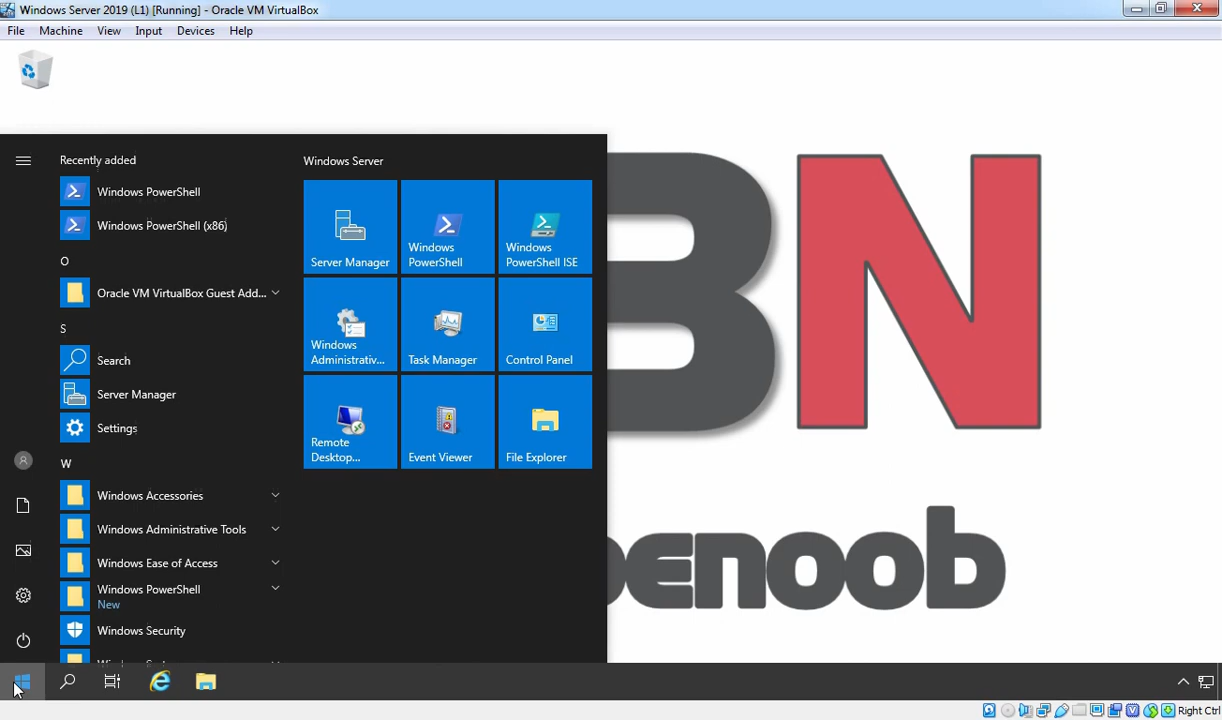 Windows Server 2019 (L1) [Running] - Oracle VM VirtualBox
File Machine View Input Devices Help
Recently added
Windows PowerShell
Windows PowerShell (x86)
O
Oracle VM VirtualBox Guest Add...
S
Search
Server Manager
Settings
W
Windows Accessories
Windows Administrative Tools
Windows Ease of Access
Windows PowerShell
New
Windows Security
Windows Server
Server Manager
Windows
PowerShell
Windows
PowerShell ISE
Windows
Administrativ...
Task Manager
Control Panel
Remote
Desktop...
Event Viewer
File Explorer
BN
enoob
Right Ctrl